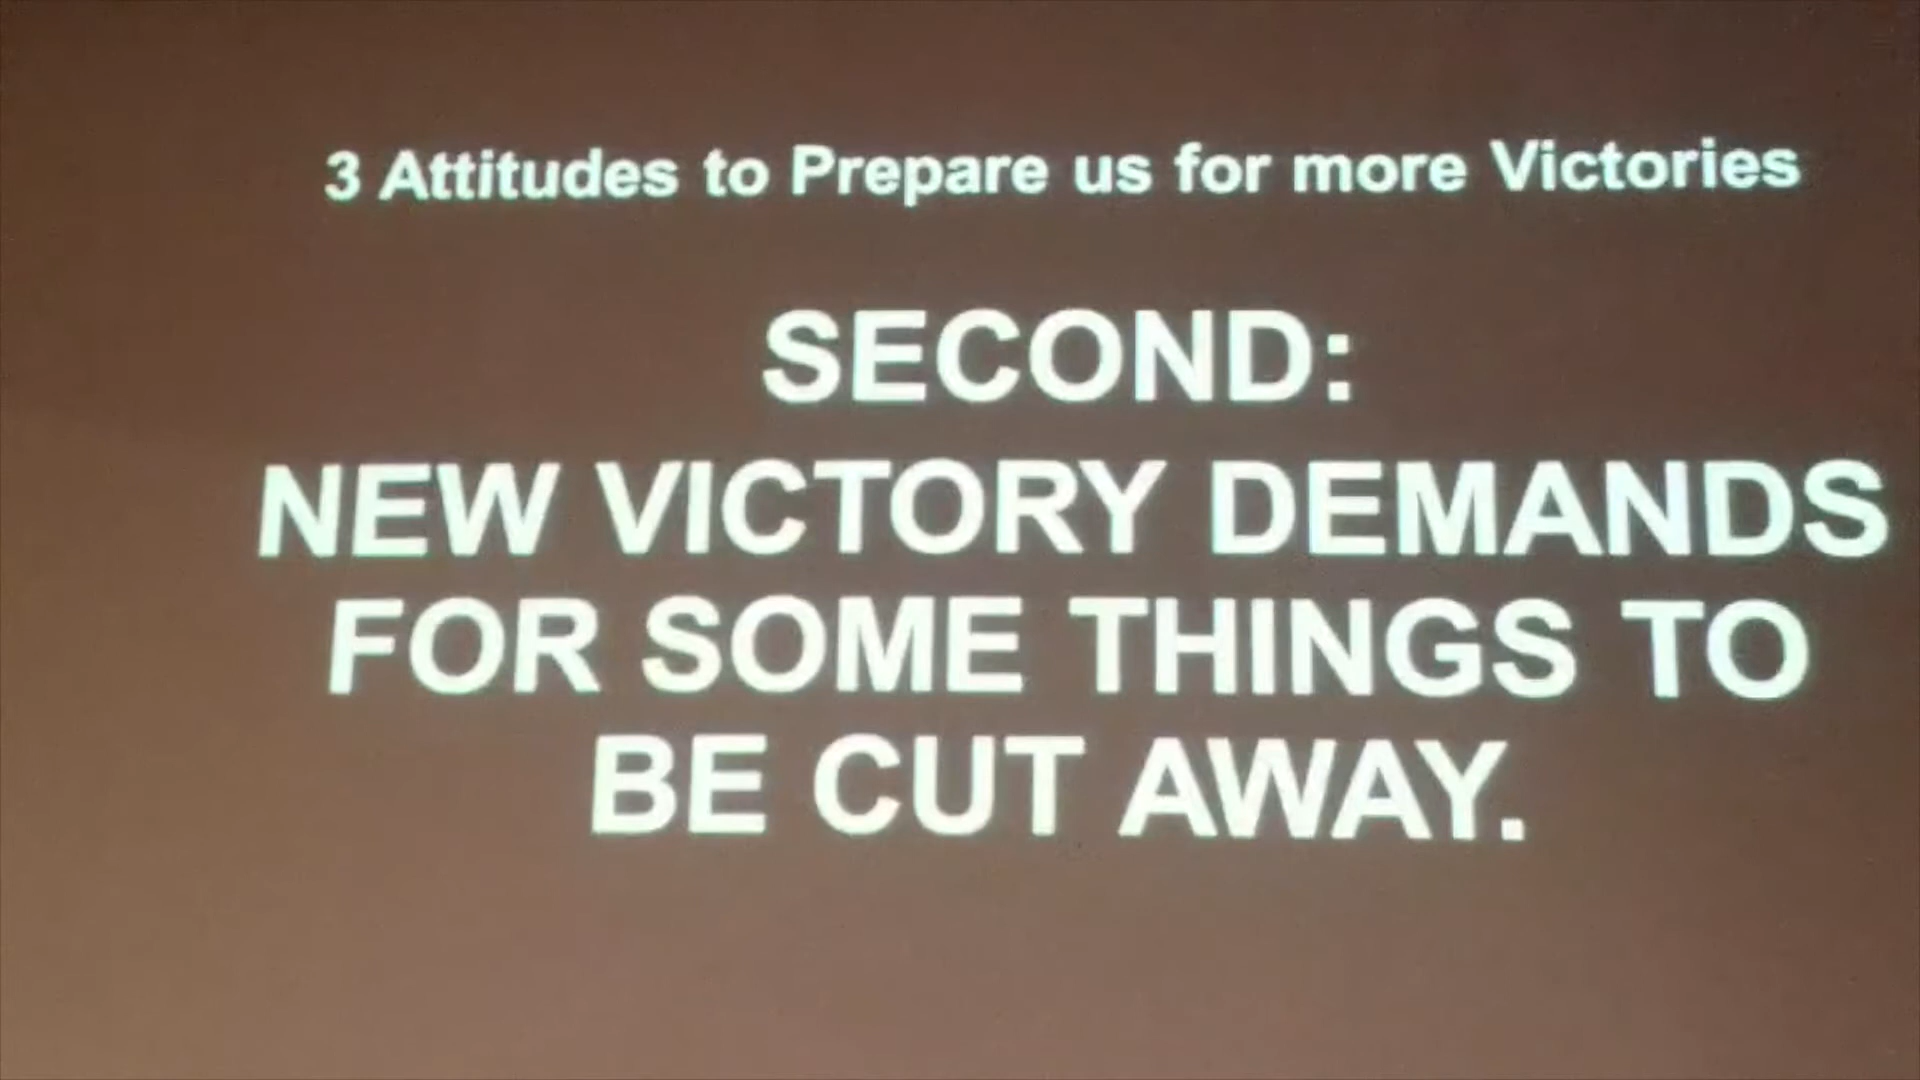 3 Attitudes to Prepare us for more Victories
SECOND:
NEW VICTORY DEMANDS
FOR SOME THINGS TO
BE CUT AWAY.